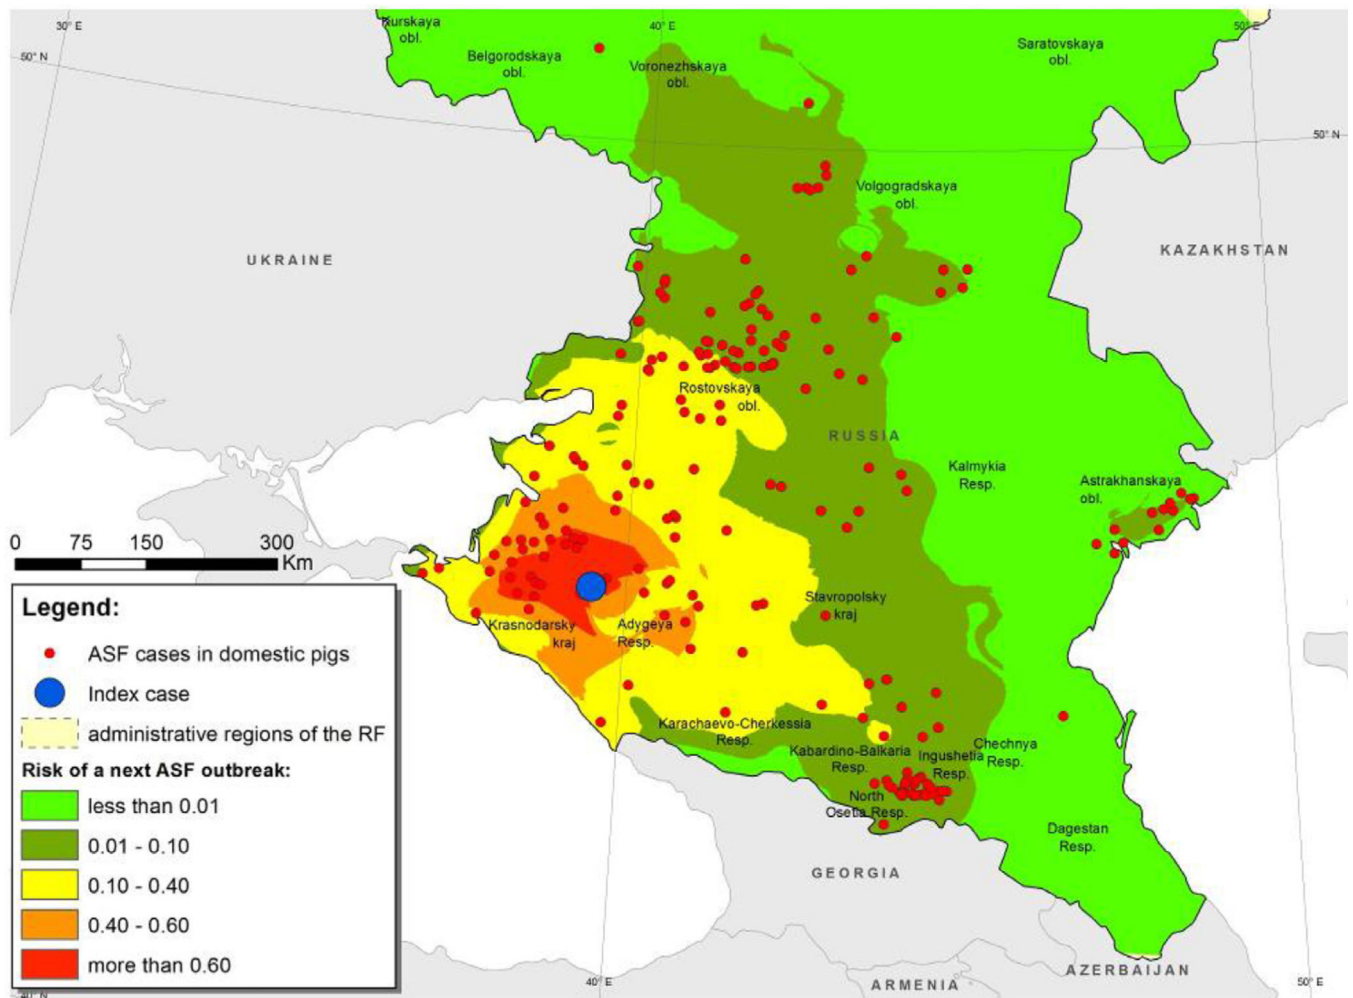 30° E
40° E
50° E
Kurskaya
obl.
50° N
Belgorodskaya
obl.
Voronezhskaya
obl.
Saratovskaya
obl.
50° N
Volgogradskaya
obl.
UKRAINE
KAZAKHSTAN
Rostovskaya
obl.
RUSSIA
Kalmykia
Resp.
Astrakhanskaya
obl.
0 75 150 300
Km
Stavropolsky
kraj
Krasnodarsky
kraj
Adygeya
Resp.
Karachaevo-Cherkessia
Resp.
Kabardino-Balkaria
Resp.
Ingushetia
Resp.
Chechnya
Resp.
North
Osetia Resp.
Dagestan
Resp.
GEORGIA
ARMENIA
AZERBAIJAN
Legend:
ASF cases in domestic pigs
Index case
administrative regions of the RF
Risk of a next ASF outbreak:
less than 0.01
0.01 - 0.10
0.10 - 0.40
0.40 - 0.60
more than 0.60
40° N
40° E
50° E